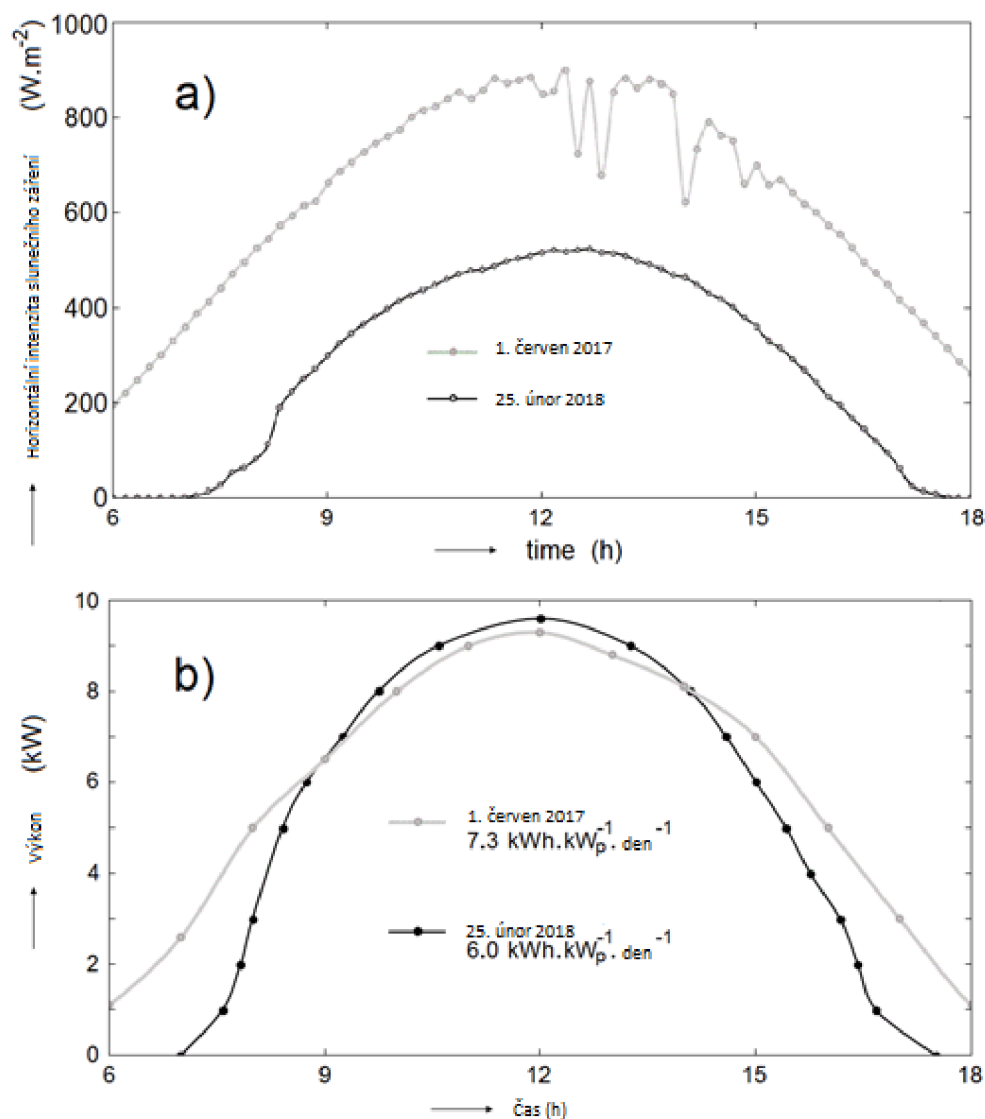 1000
800
600
400
200
0
Horizontální intenzita slunečního záření (W.m-2)
a)
1. červen 2017
25. únor 2018
6 9 12 15 18
time (h)
10
8
6
4
2
0
výkon (kW)
b)
1. červen 2017
7.3 kWh.kWp-1. den-1
25. únor 2018
6.0 kWh.kWp-1. den-1
6 9 12 15 18
čas (h)